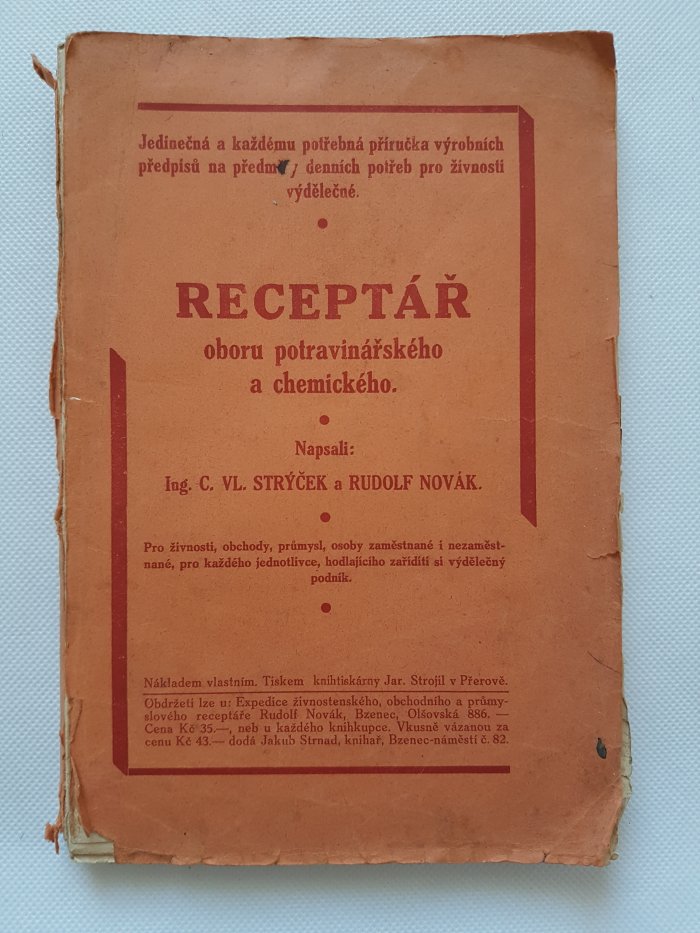 Jedinečná a každému potřebná příručka výrobních
předpisů na denních potřeb pro živnosti
výdělečné.
RECEPTÁŘ
oboru potravinářského
a chemického.
Napsali:
Ing. C. VL. STRÝČEK a RUDOLF NOVÁK.
Pro živnosti, obchody, průmysl, osoby zaměstnané i nezaměst-
nané, pro každého jednotlivce, hodlajícího zaříditi si výdělečný
podnik.
Nákladem vlastním. Tiskem knihtiskárny Jar. Strojil v Přerově.
Obdržeti lze u: Expedice živnostenského, obchodního a průmy-
slového receptáře Rudolf Novák, Bzenec, Olšovská 886, —
Cena Kč 35.—, neb u každého knihkupce. Vkusně vázanou za
cenu Kč 43.— dodá Jakub Strnad, knihař, Bzenec-náměstí č. 82.